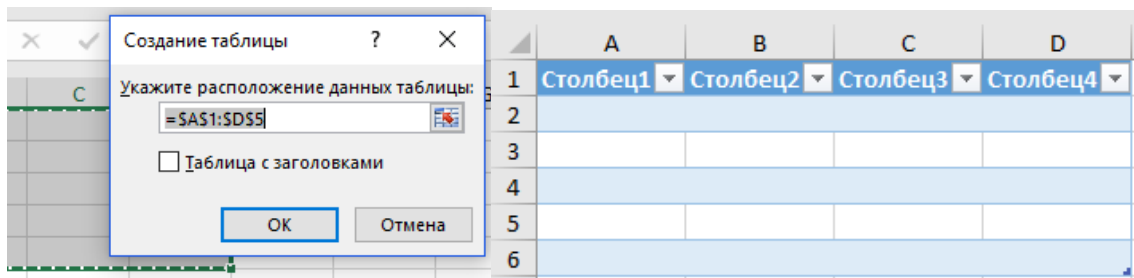 Создание таблицы ? ×
Укажите расположение данных таблицы:
=$A$1:$D$5
Таблица с заголовками
ОК Отмена
C
A B C D
1 Столбец1 Столбец2 Столбец3 Столбец4
2
3
4
5
6